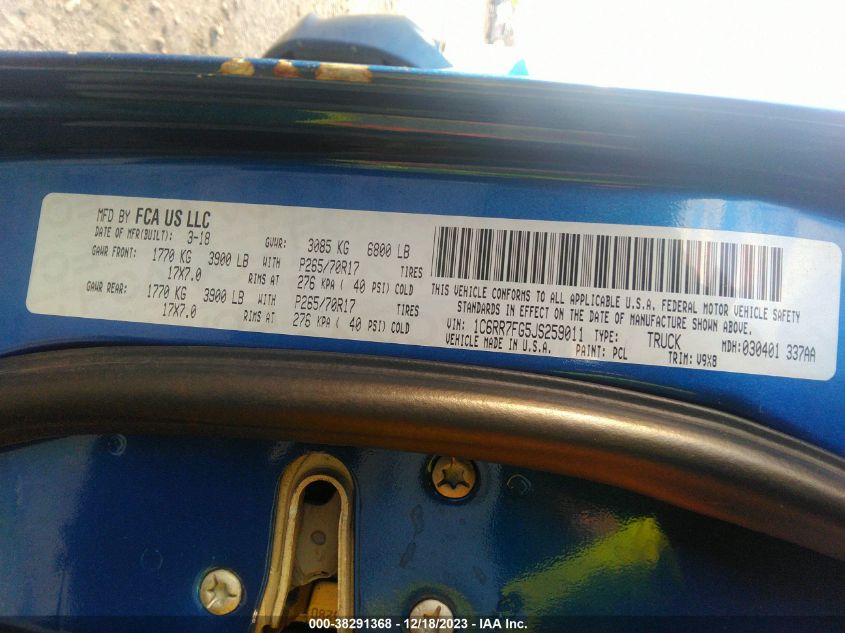 MFD BY FCA US LLC
DATE OF MFR(BUILT): 3-18
GVWR: 3085 KG 6800 LB
GAWR FRONT: 1770 KG 3900 LB WITH P265/70R17 TIRES
17X7.0 RIMS AT 276 KPA ( 40 PSI) COLD
GAWR REAR: 1770 KG 3900 LB WITH P265/70R17 TIRES
17X7.0 RIMS AT 276 KPA ( 40 PSI) COLD
THIS VEHICLE CONFORMS TO ALL APPLICABLE U.S.A. FEDERAL MOTOR VEHICLE SAFETY
STANDARDS IN EFFECT ON THE DATE OF MANUFACTURE SHOWN ABOVE.
VIN: 1C6RR7FG5JS259011 TYPE: TRUCK MDH:030401 337AA
VEHICLE MADE IN U.S.A. PAINT: PCL TRIM: V9X8
000-38291368 - 12/18/2023 - IAA Inc.